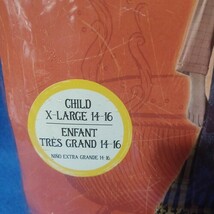 CHILD
X-LARGE 14-16
ENFANT
TRÈS GRAND 14-16
NIÑO EXTRA GRANDE 14-16